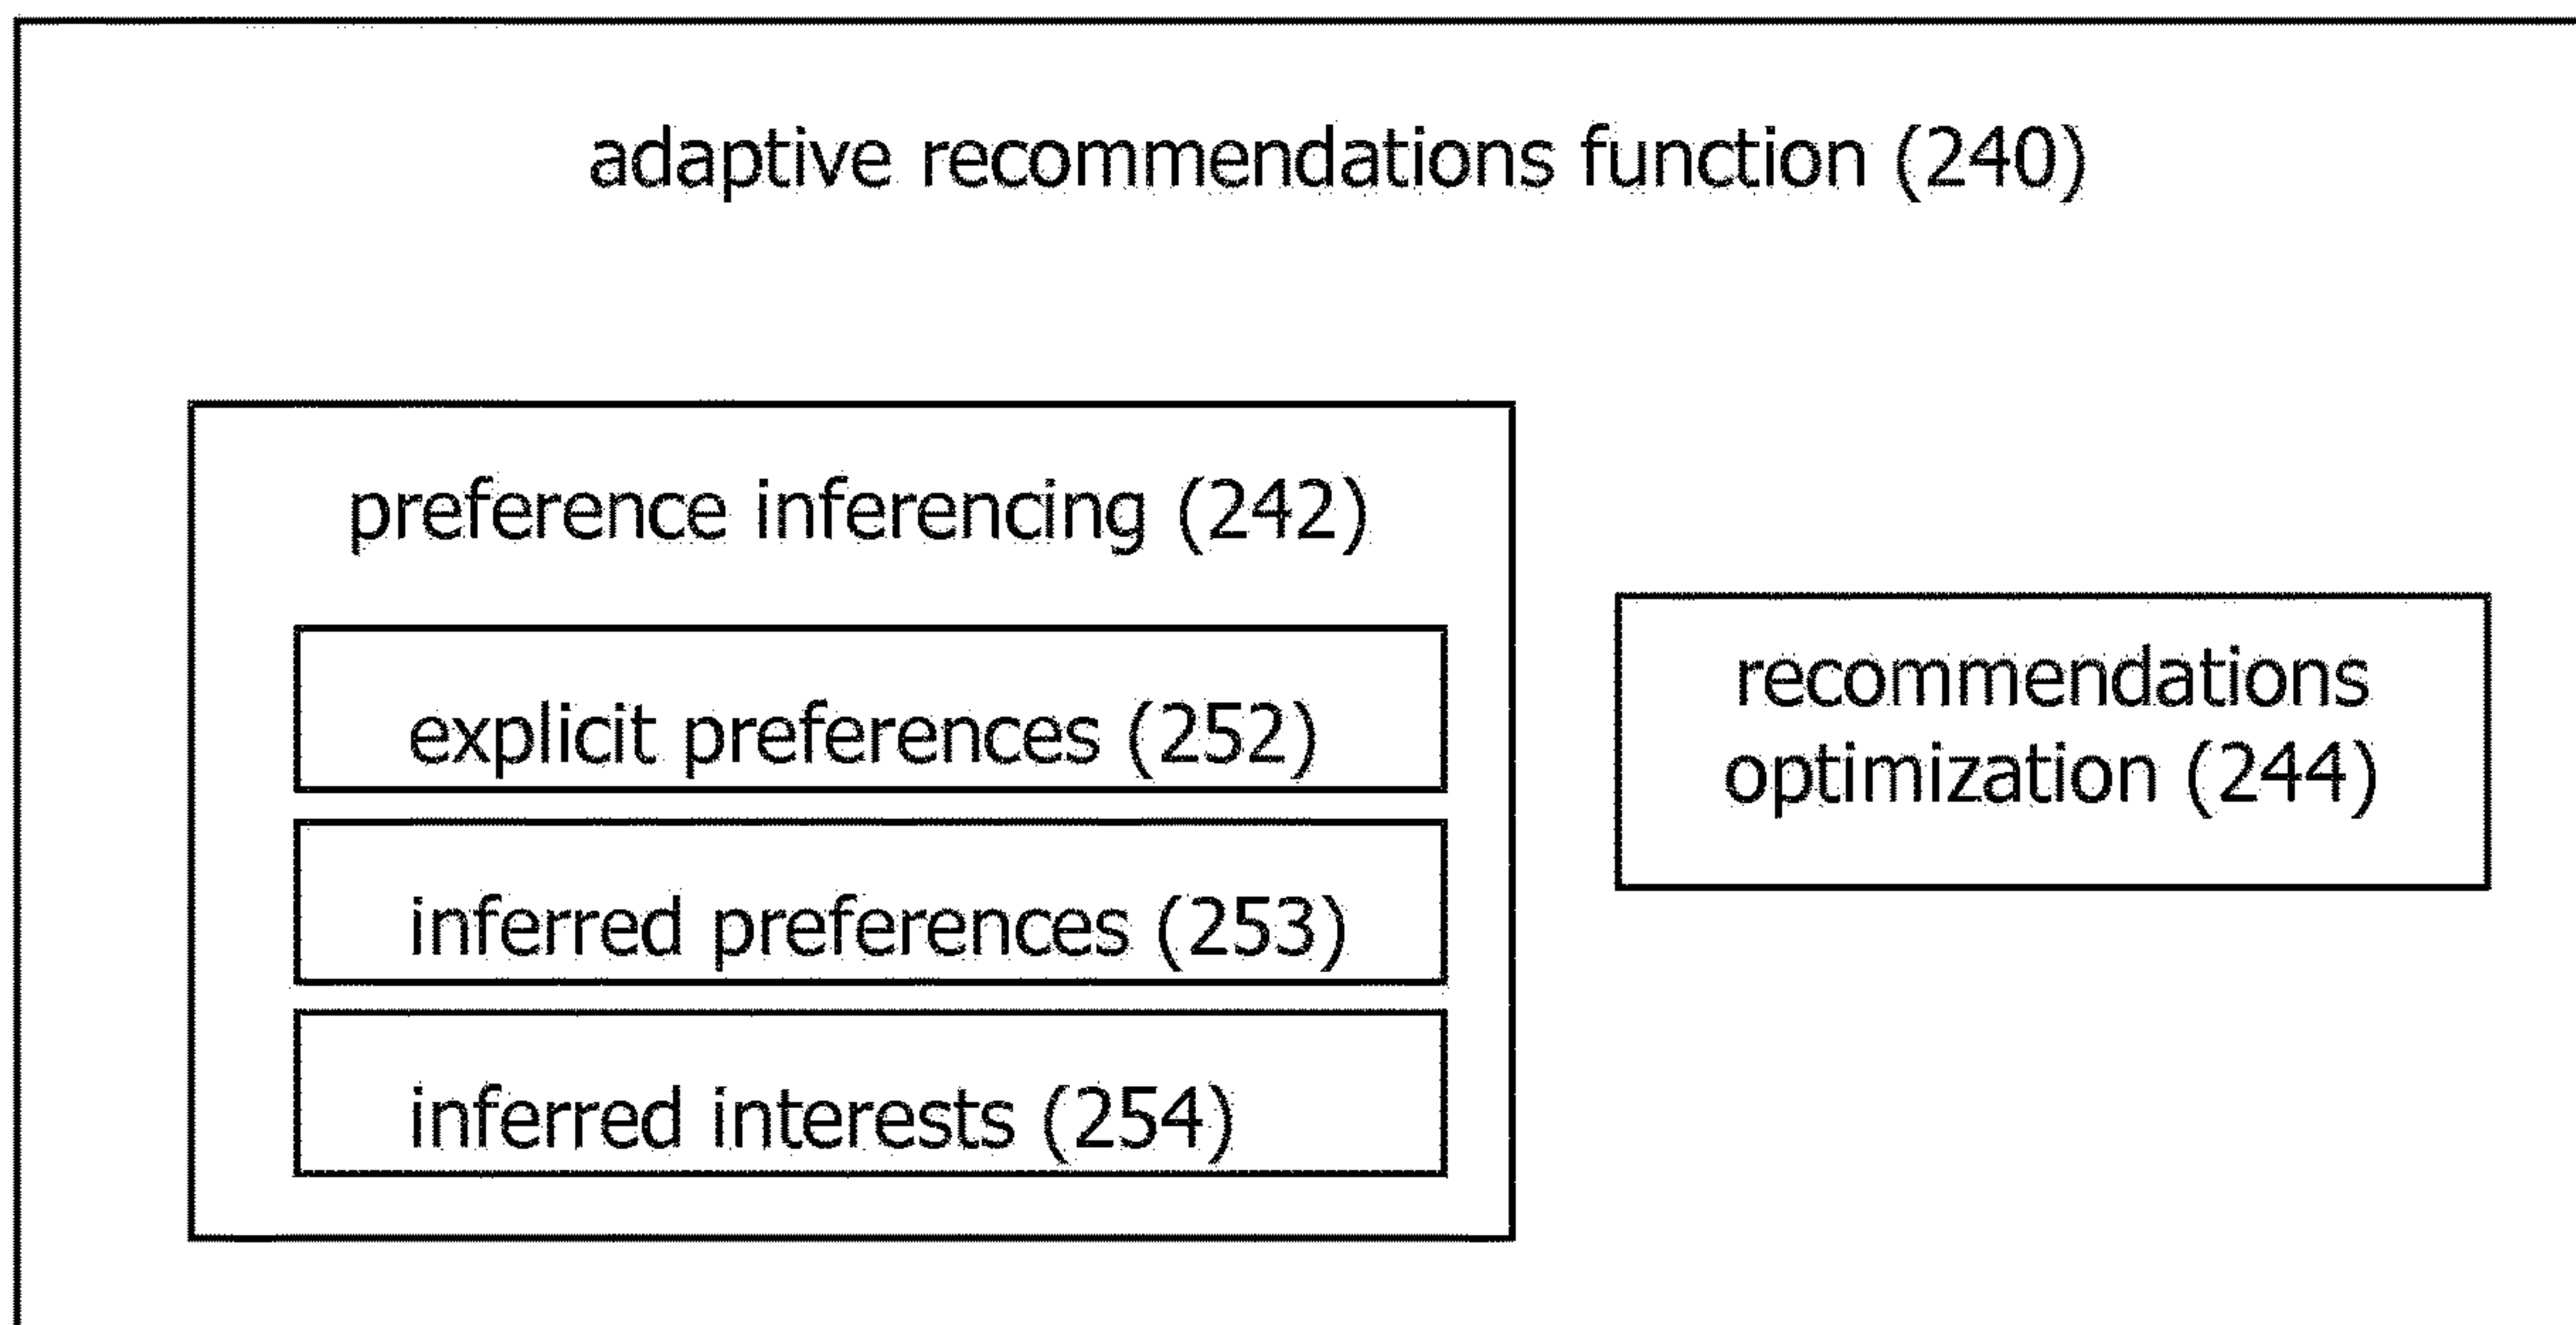 adaptive recommendations function (240)
preference inferencing (242)
explicit preferences (252)
inferred preferences (253)
inferred interests (254)
recommendations
optimization (244)